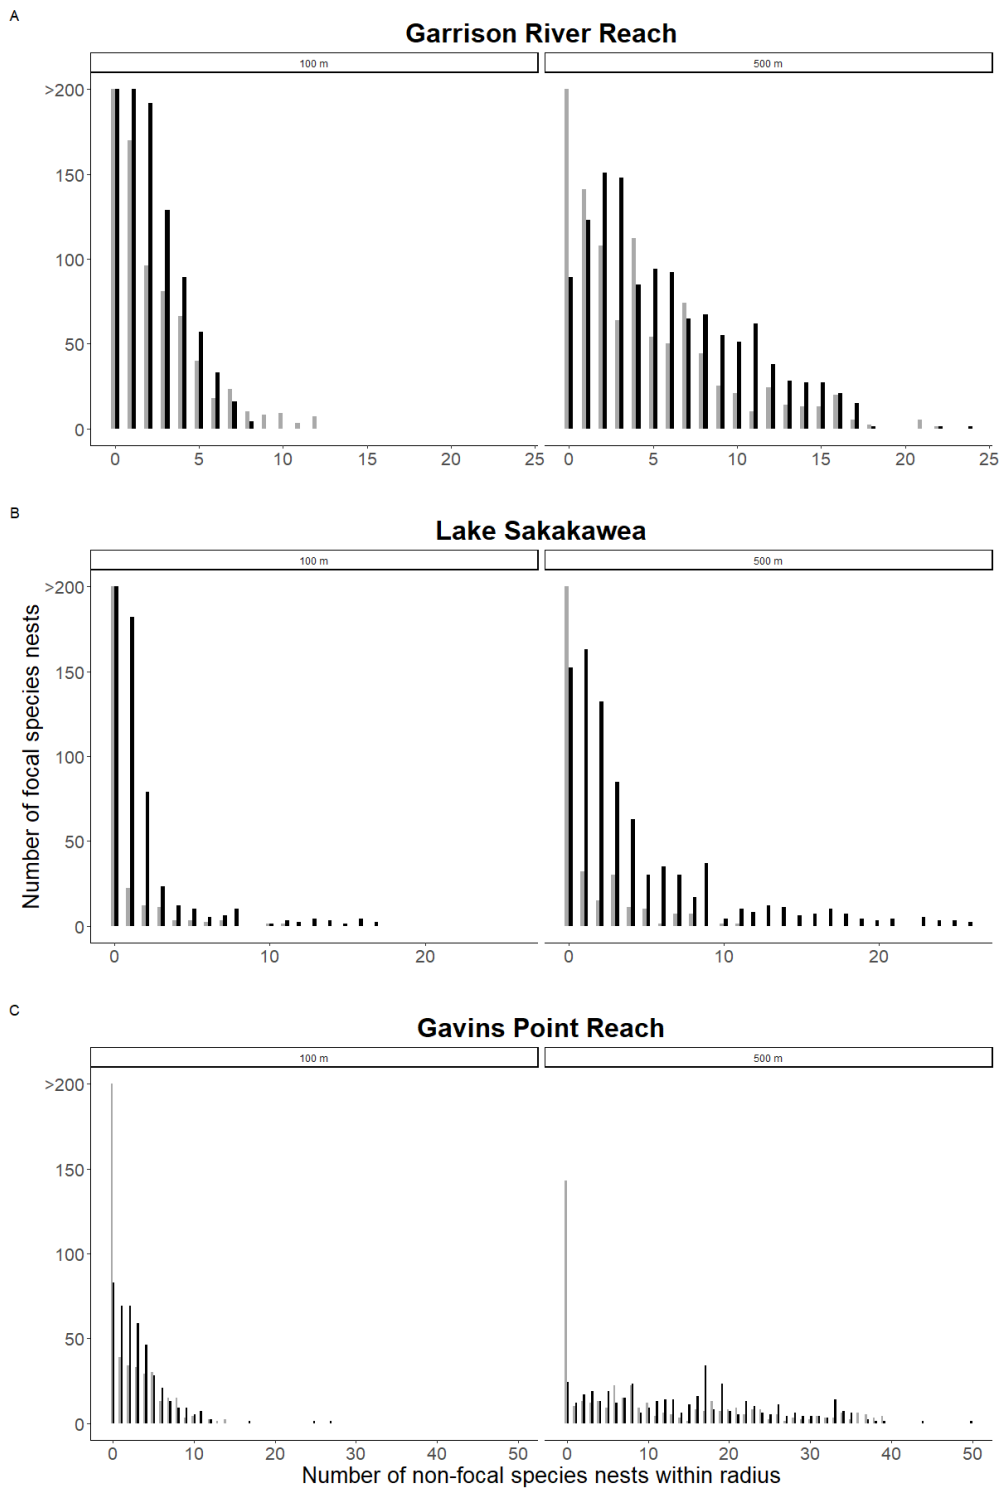 A
Garrison River Reach
100 m 500 m
>200
150
100
50
0
0 5 10 15 20 25 0 5 10 15 20 25
B
Lake Sakakawea
100 m 500 m
>200
150
100
50
0
0 10 20 0 10 20
Number of focal species nests
C
Gavins Point Reach
100 m 500 m
>200
150
100
50
0
0 10 20 30 40 50 0 10 20 30 40 50
Number of non-focal species nests within radius